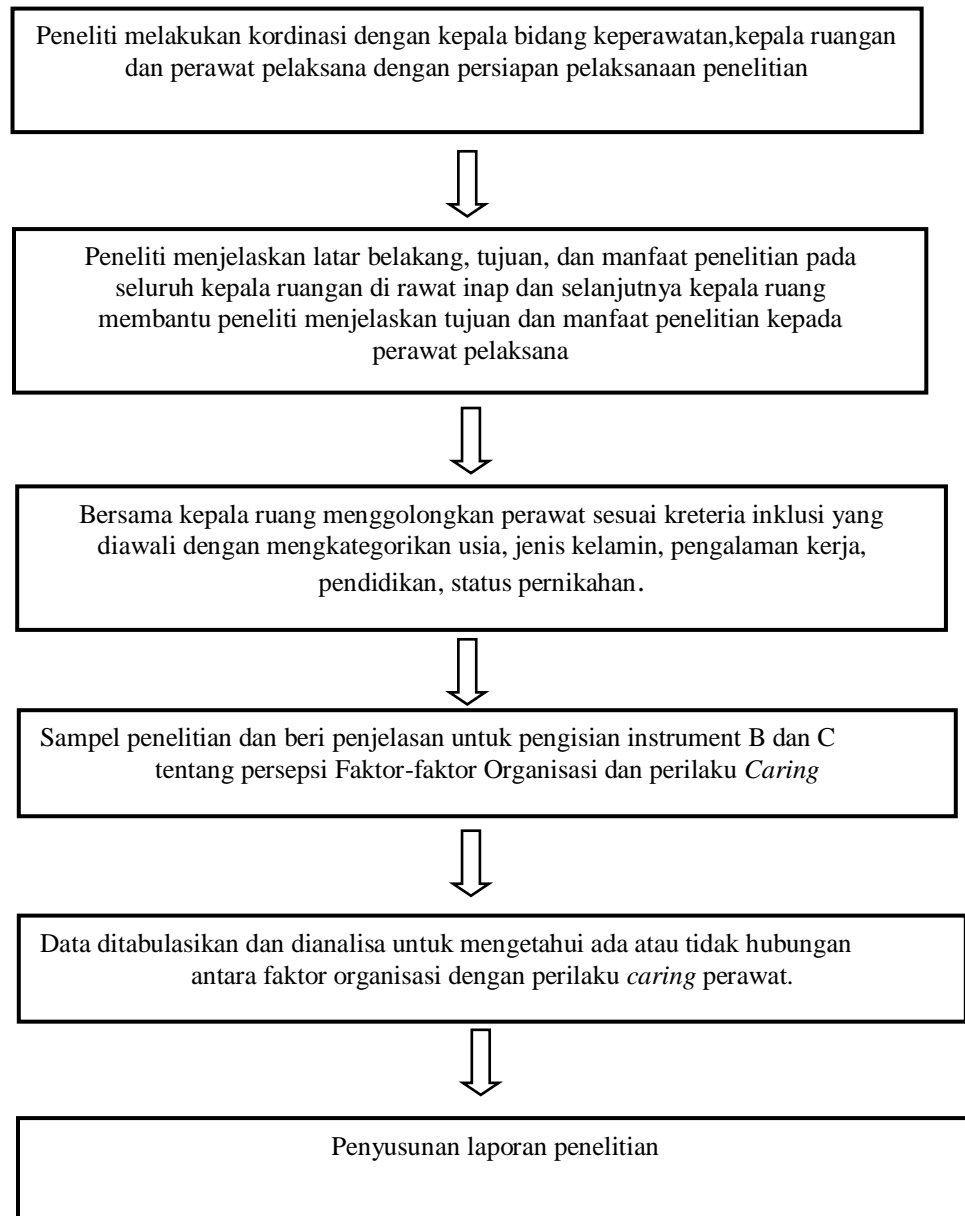 Peneliti melakukan kordinasi dengan kepala bidang keperawatan,kepala ruangan
dan perawat pelaksana dengan persiapan pelaksanaan penelitian
Peneliti menjelaskan latar belakang, tujuan, dan manfaat penelitian pada
seluruh kepala ruangan di rawat inap dan selanjutnya kepala ruang
membantu peneliti menjelaskan tujuan dan manfaat penelitian kepada
perawat pelaksana
Bersama kepala ruang menggolongkan perawat sesuai kreteria inklusi yang
diawali dengan mengkategorikan usia, jenis kelamin, pengalaman kerja,
pendidikan, status pernikahan.
Sampel penelitian dan beri penjelasan untuk pengisian instrument B dan C
tentang persepsi Faktor-faktor Organisasi dan perilaku Caring
Data ditabulasikan dan dianalisa untuk mengetahui ada atau tidak hubungan
antara faktor organisasi dengan perilaku caring perawat.
Penyusunan laporan penelitian